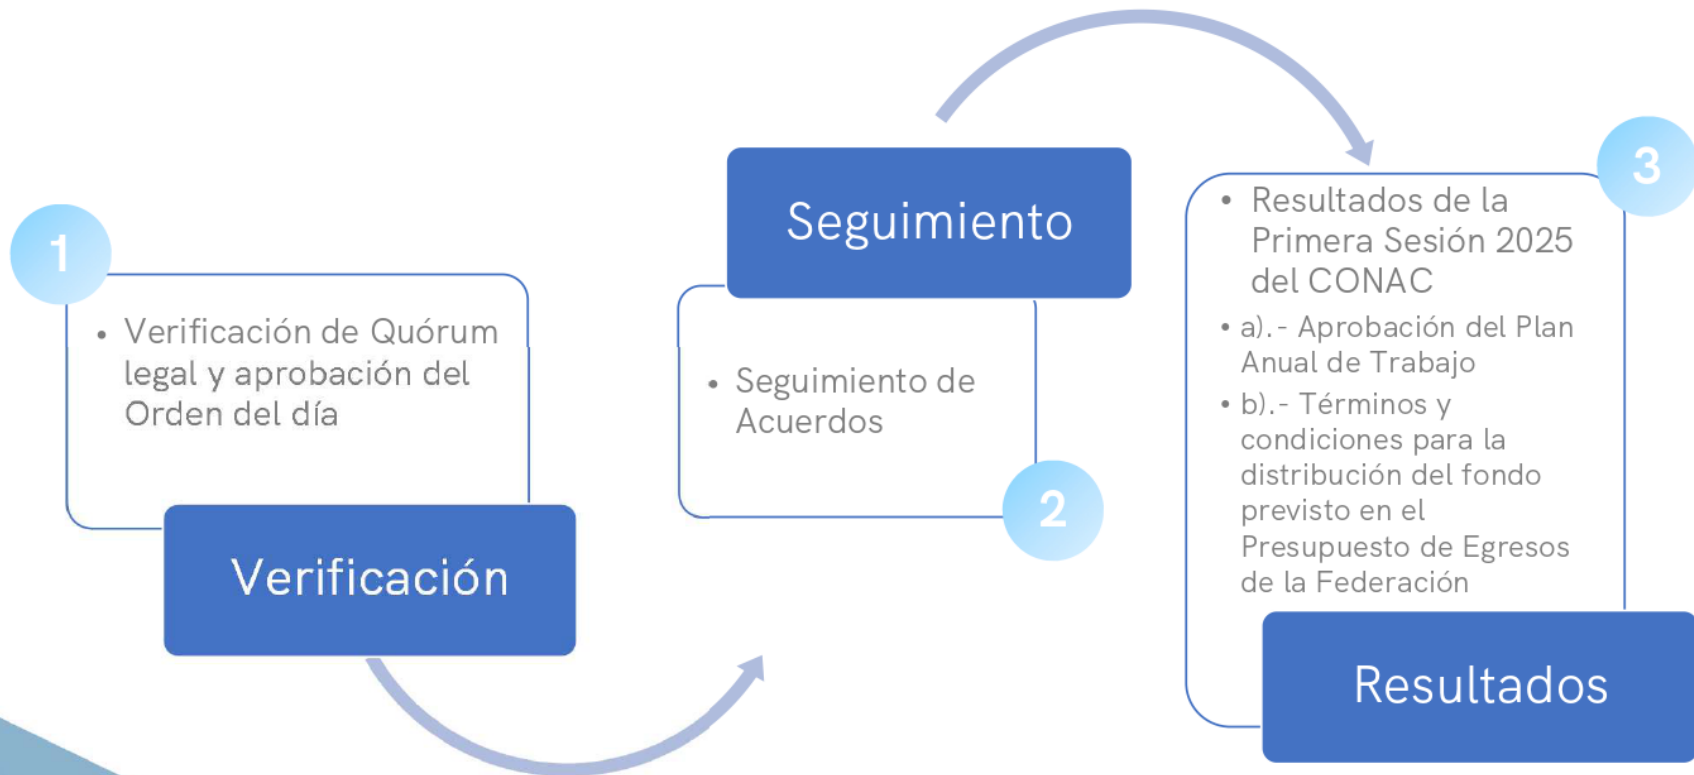 1
• Verificación de Quórum
legal y aprobación del
Orden del día
Verificación
Seguimiento
• Seguimiento de
Acuerdos
2
3
• Resultados de la
Primera Sesión 2025
del CONAC
• a).- Aprobación del Plan
Anual de Trabajo
• b).- Términos y
condiciones para la
distribución del fondo
previsto en el
Presupuesto de Egresos
de la Federación
Resultados